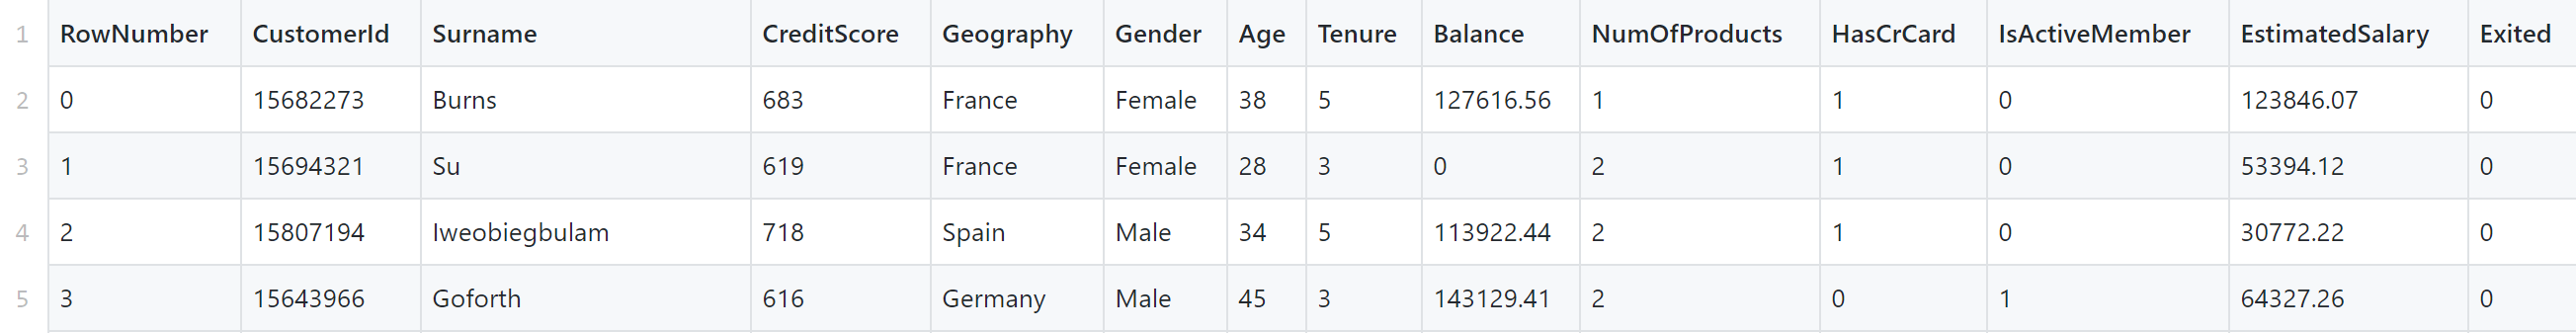 1 RowNumber CustomerId Surname CreditScore Geography Gender Age Tenure Balance NumOfProducts HasCrCard IsActiveMember EstimatedSalary Exited
2 0 15682273 Burns 683 France Female 38 5 127616.56 1 1 0 123846.07 0
3 1 15694321 Su 619 France Female 28 3 0 2 1 0 53394.12 0
4 2 15807194 Iweobiegbulam 718 Spain Male 34 5 113922.44 2 1 0 30772.22 0
5 3 15643966 Goforth 616 Germany Male 45 3 143129.41 2 0 1 64327.26 0